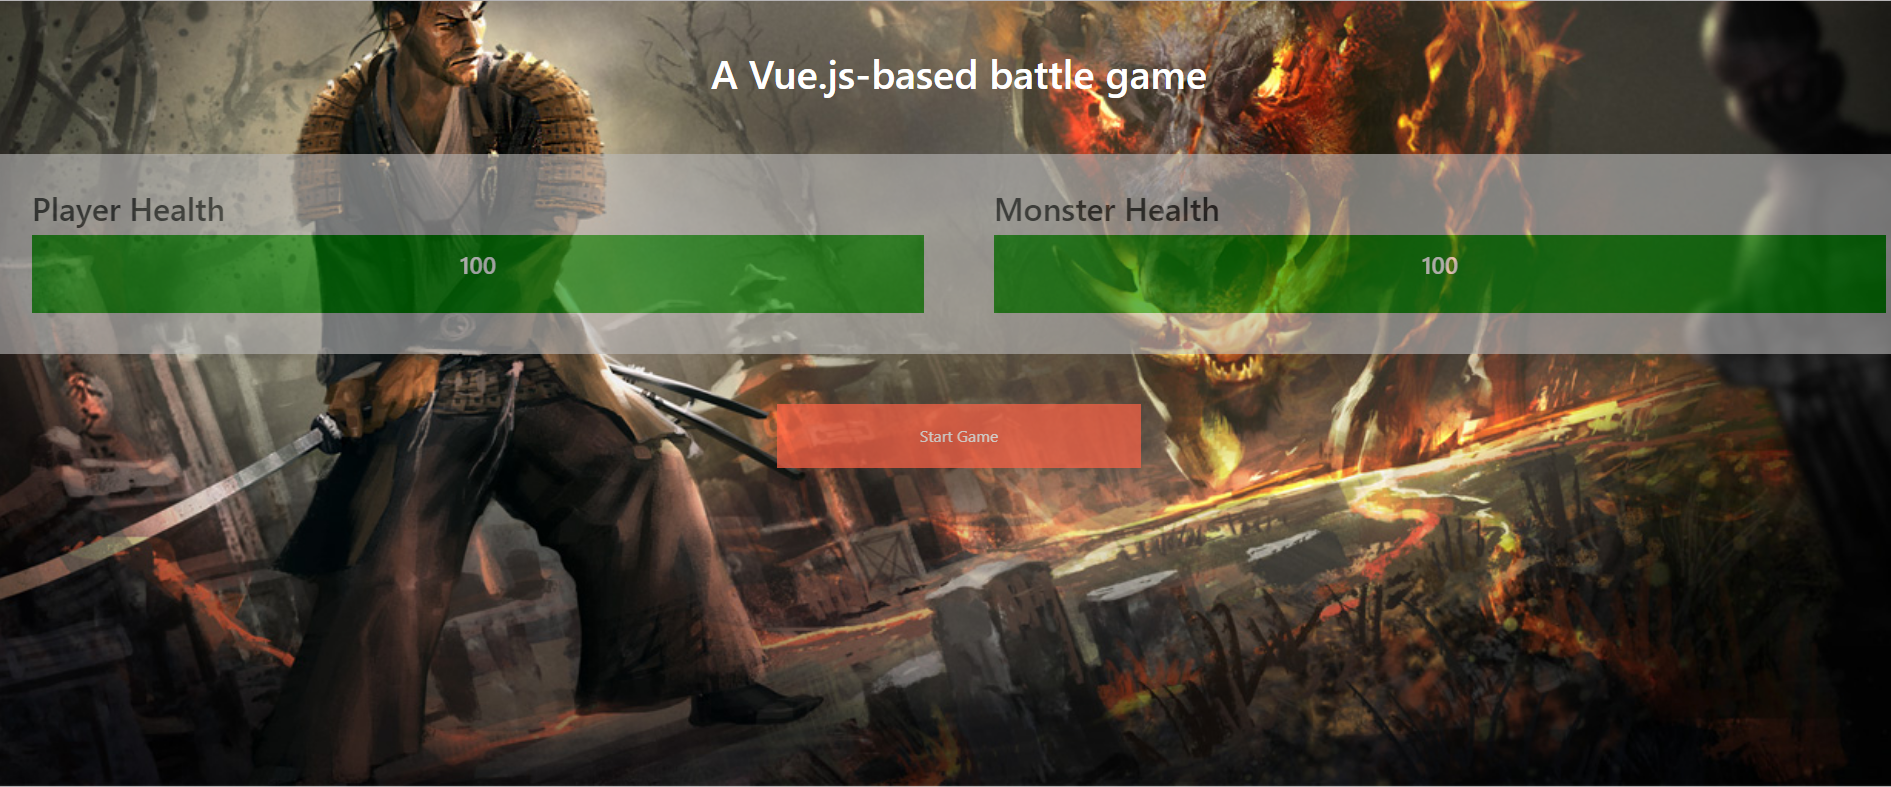 A Vue.js-based battle game
Player Health
Monster Health
100
100
Start Game